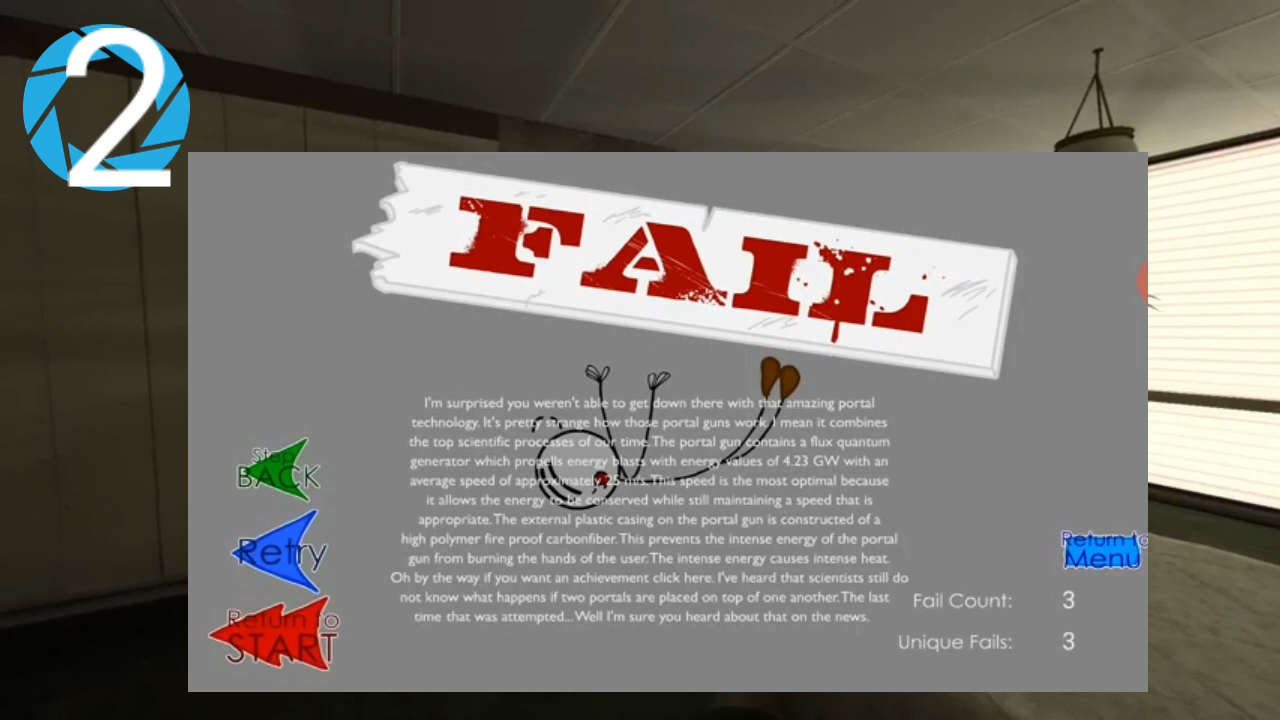 2
FAIL
I'm surprised you weren't able to get down there with that amazing portal
technology. It's pretty strange how those portal guns work. I mean it combines
the top scientific processes of our time. The portal gun contains a flux quantum
generator which propells energy blasts with energy values of 4.23 GW with an
average speed of approximately 25 m/s. This speed is the most optimal because
it allows the energy to be conserved while still maintaining a speed that is
appropriate. The external plastic casing on the portal gun is constructed of a
high polymer fire proof carbonfiber. This prevents the intense energy of the portal
gun from burning the hands of the user. The intense energy causes intense heat.
Oh by the way if you want an achievement click here. I've heard that scientists still do
not know what happens if two portals are placed on top of one another. The last
time that was attempted... Well I'm sure you heard about that on the news.
Step
BACK
Retry
Return to
START
Return to
Menu
Fail Count: 3
Unique Fails: 3